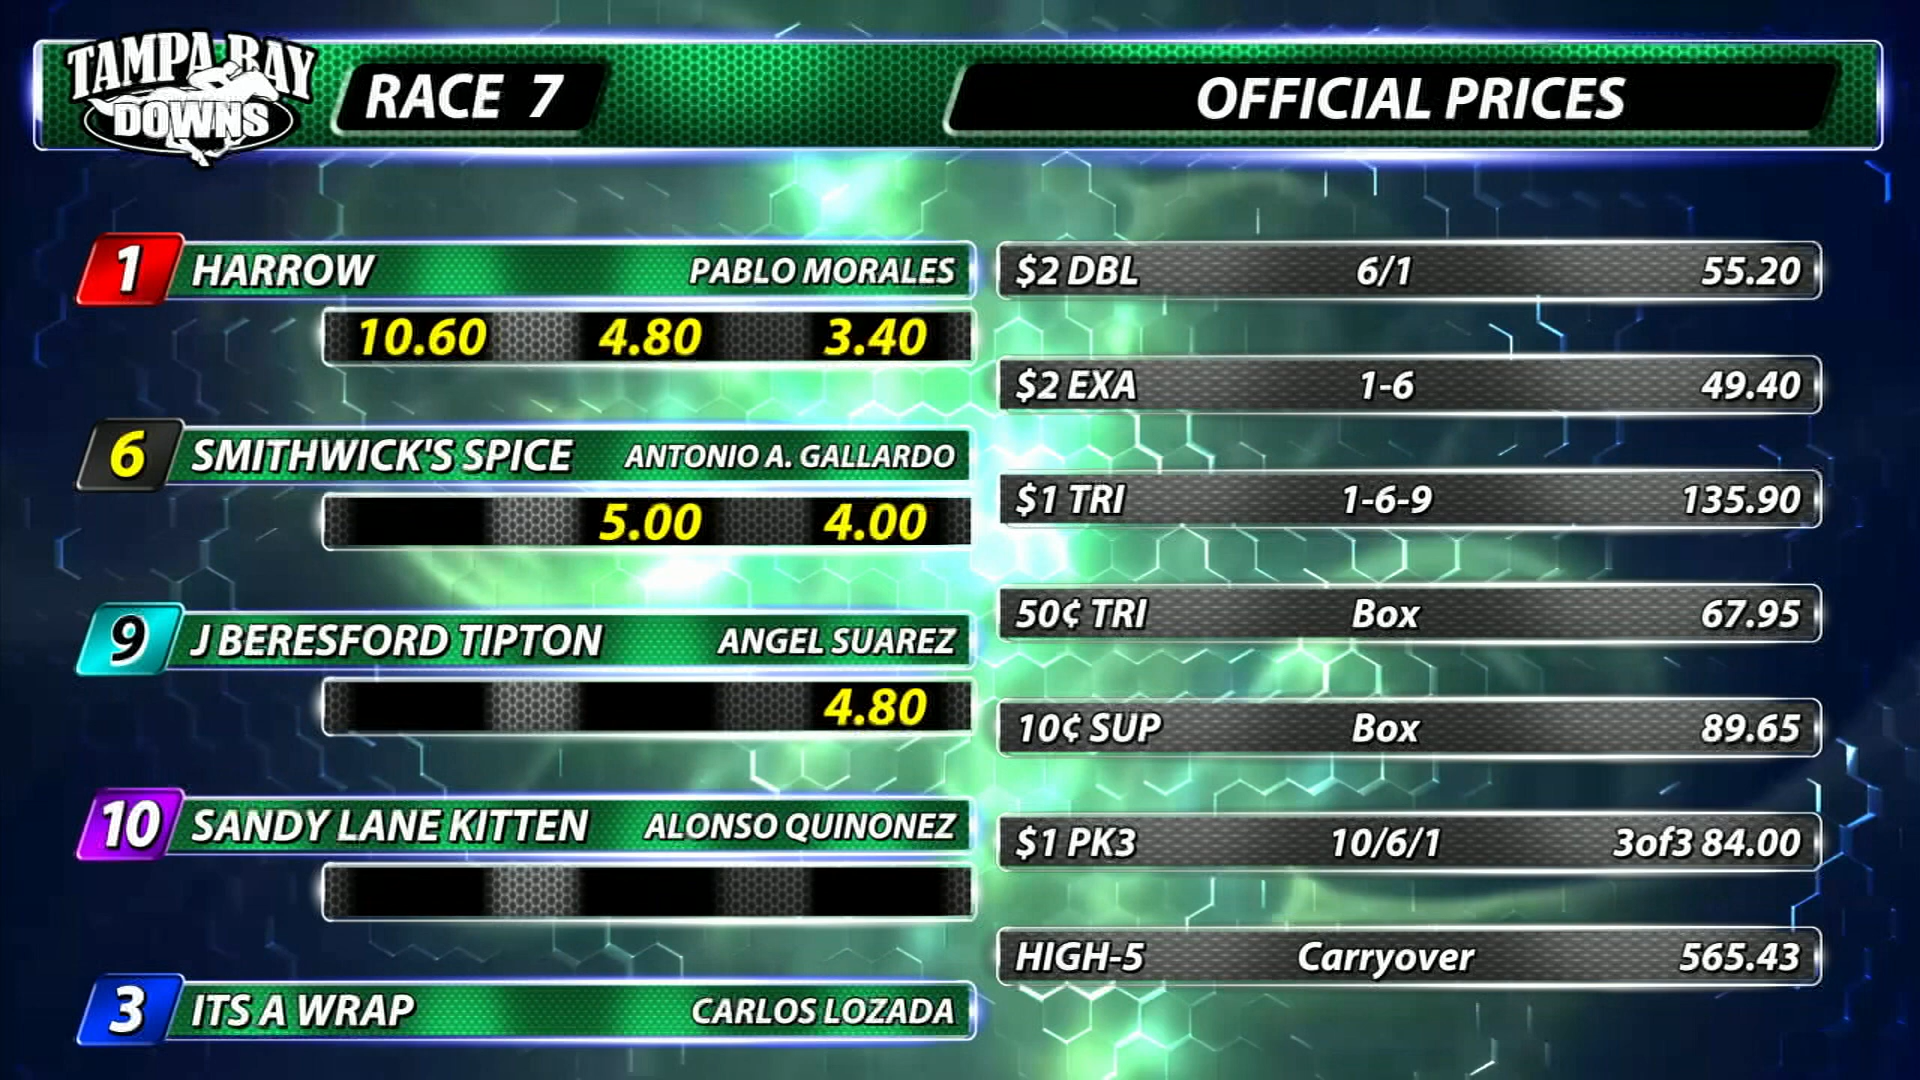 TAMPA BAY
DOWNS
RACE 7
OFFICIAL PRICES
1 HARROW PABLO MORALES
10.60 4.80 3.40
6 SMITHWICK'S SPICE ANTONIO A. GALLARDO
5.00 4.00
9 J BERESFORD TIPTON ANGEL SUAREZ
4.80
10 SANDY LANE KITTEN ALONSO QUINONEZ
3 ITS A WRAP CARLOS LOZADA
$2 DBL 6/1 55.20
$2 EXA 1-6 49.40
$1 TRI 1-6-9 135.90
50¢ TRI Box 67.95
10¢ SUP Box 89.65
$1 PK3 10/6/1 3of3 84.00
HIGH-5 Carryover 565.43